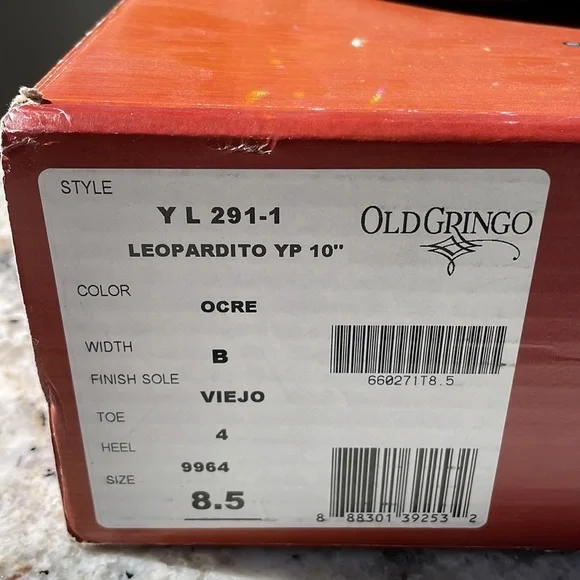 STYLE
Y L 291-1
OLD GRINGO
LEOPARDITO YP 10"
COLOR
OCRE
WIDTH
B
660271T8.5
FINISH SOLE
VIEJO
TOE
4
HEEL
9964
SIZE
8.5
8 88301 39253 2